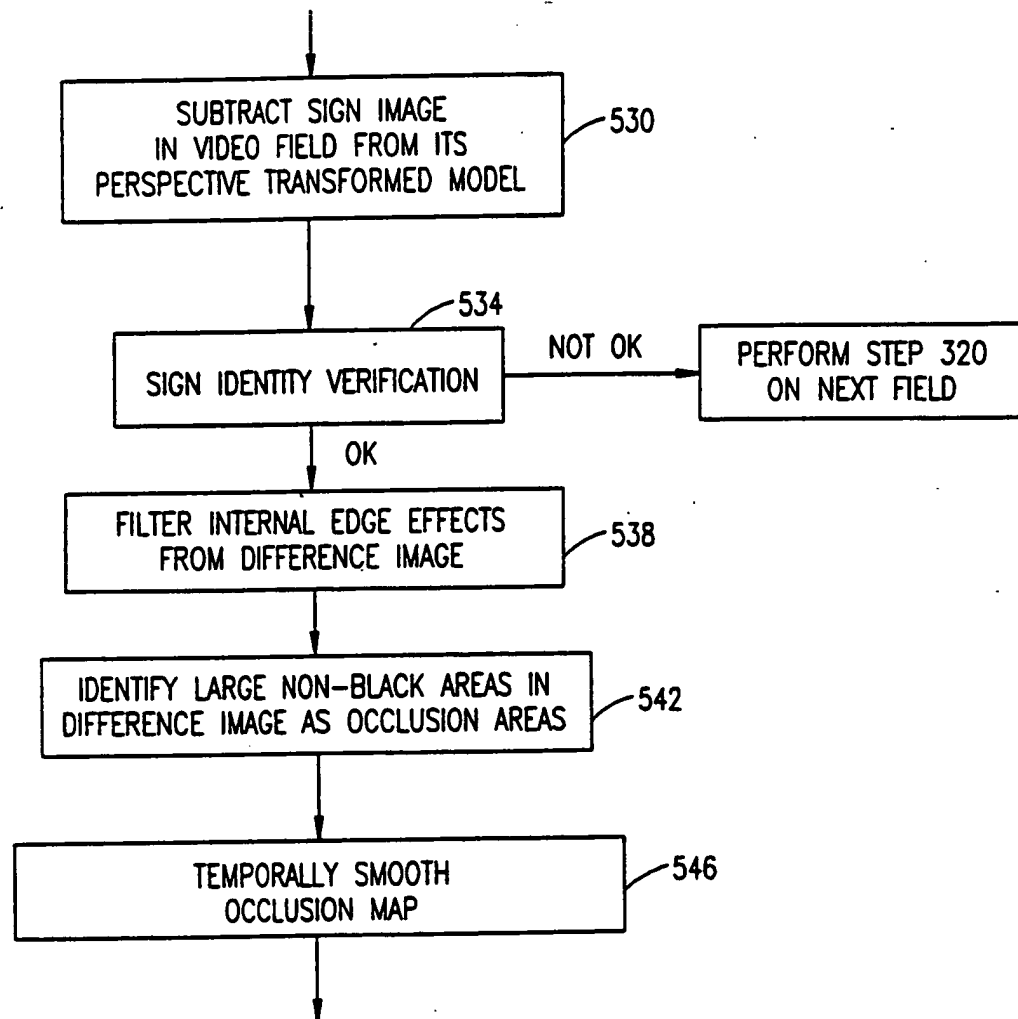 SUBTRACT SIGN IMAGE
IN VIDEO FIELD FROM ITS
PERSPECTIVE TRANSFORMED MODEL
530
534
SIGN IDENTITY VERIFICATION
NOT OK
PERFORM STEP 320
ON NEXT FIELD
OK
FILTER INTERNAL EDGE EFFECTS
FROM DIFFERENCE IMAGE
538
IDENTIFY LARGE NON-BLACK AREAS IN
DIFFERENCE IMAGE AS OCCLUSION AREAS
542
TEMPORALLY SMOOTH
OCCLUSION MAP
546